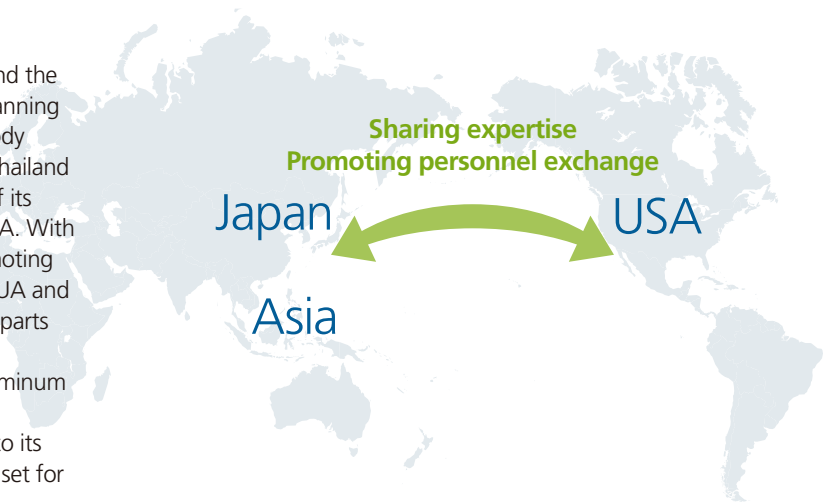 nd the
anning
dy
hailand
f its
A. With
noting
UA and
parts
minum
o its
set for
Sharing expertise
Promoting personnel exchange
Japan
USA
Asia